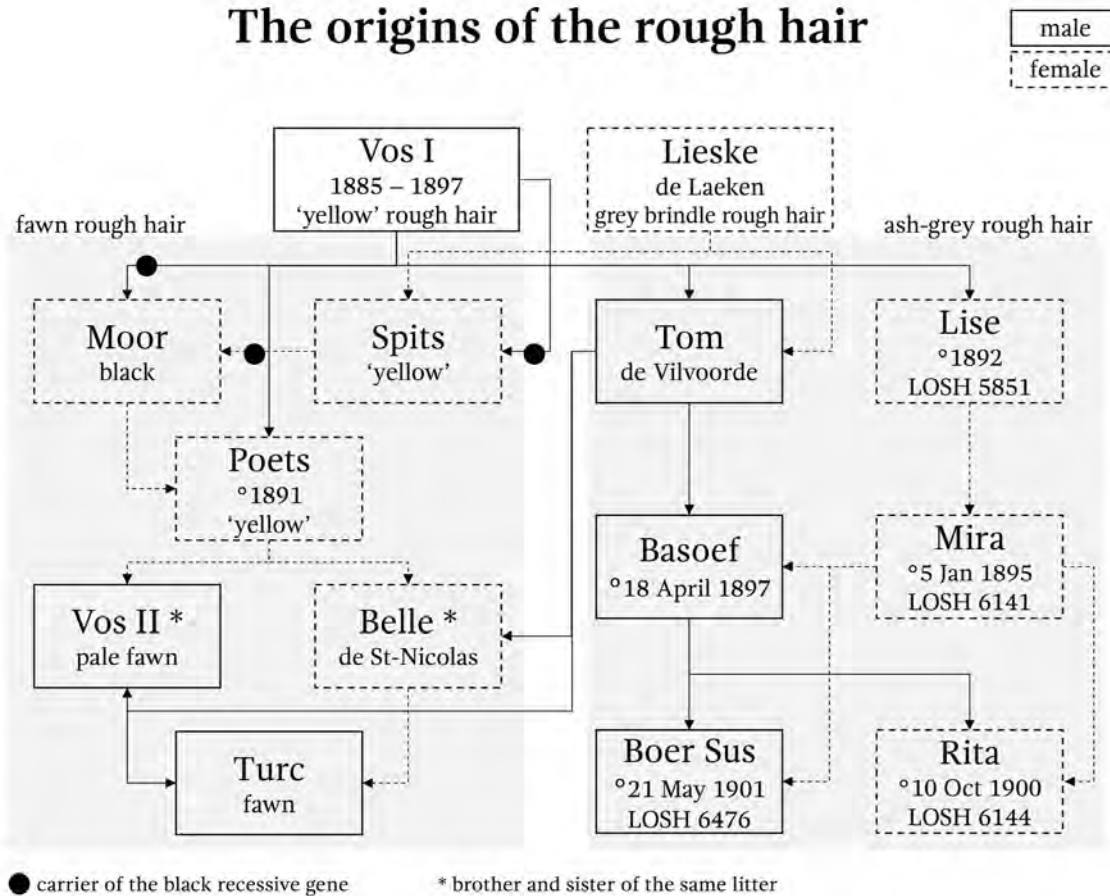 The origins of the rough hair
male
female
Vos I
1885 – 1897
‘yellow’ rough hair
Lieske
de Laeken
grey brindle rough hair
fawn rough hair
ash-grey rough hair
Moor
black
Spits
‘yellow’
Tom
de Vilvoorde
Lise
°1892
LOSH 5851
Poets
°1891
‘yellow’
Basoef
°18 April 1897
Mira
°5 Jan 1895
LOSH 6141
Vos II *
pale fawn
Belle *
de St-Nicolas
Turc
fawn
Boer Sus
°21 May 1901
LOSH 6476
Rita
°10 Oct 1900
LOSH 6144
carrier of the black recessive gene
* brother and sister of the same litter